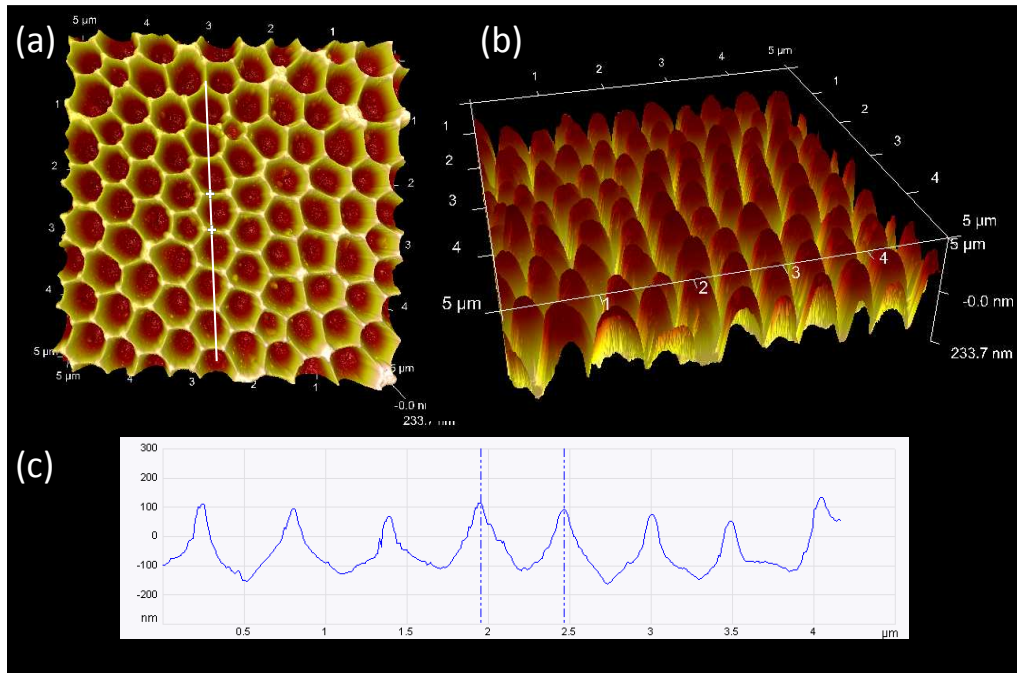 (a)
5 µm 4 3 2 1
1 1
2 2
3 3
4 4
5 µm 5 µm
5 µm 4 3 2 1 5 µm
-0.0
233.7 nm
(b)
5 µm
1 2 3 4
1 1
2 2
3 3
4 4
5 µm 1 2 3 4 5 µm
5 µm
-0.0 nm
233.7 nm
(c)
300
200
100
0
-100
-200
nm
0.5 1 1.5 2 2.5 3 3.5 4 µm